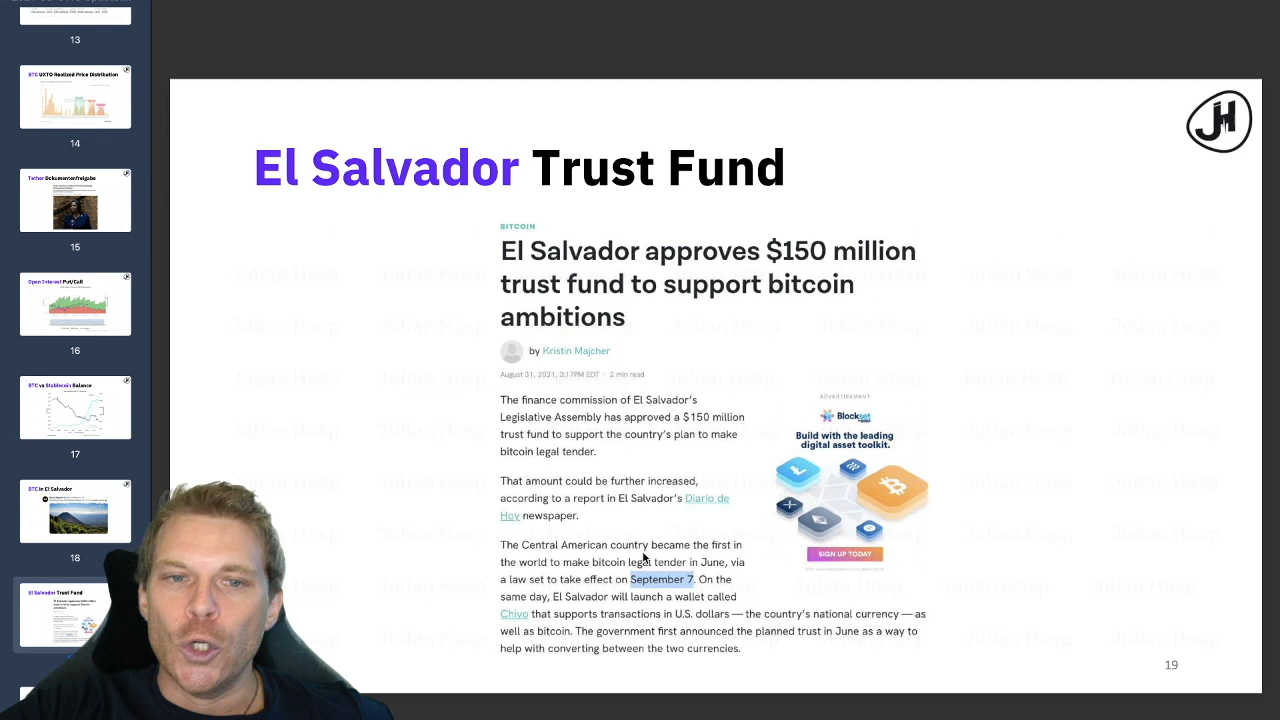 13
BTC UXTO Realized Price Distribution
14
Tether Dokumentenfreigabe
15
Open Interest Put/Call
16
BTC vs Stablecoin Balance
17
BTC in El Salvador
18
El Salvador Trust Fund
JH
El Salvador Trust Fund
BITCOIN
El Salvador approves $150 million
trust fund to support bitcoin
ambitions
by Kristin Majcher
August 31, 2021, 3:17PM EDT · 2 min read
The finance commission of El Salvador’s
Legislative Assembly has approved a $150 million
trust fund to support the country’s plan to make
bitcoin legal tender.
That amount could be further increased,
according to a report in El Salvador’s Diario de
Hoy newspaper.
The Central American country became the first in
the world to make bitcoin legal tender in June, via
a law set to take effect on September 7. On the
same day, El Salvador will launch a wallet called
Chivo that supports transactions in U.S. dollars — the country’s national currency — as
well as bitcoin. The government first announced the planned trust in June as a way to
help with converting between the two currencies.
ADVERTISEMENT
Blockset
Build with the leading
digital asset toolkit.
SIGN UP TODAY
Julian Hosp
19